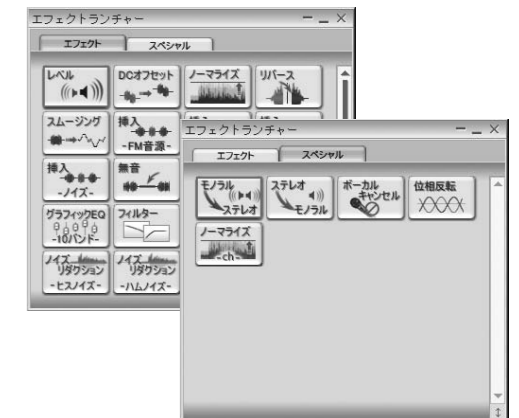 エフェクトランチャー
エフェクト
スペシャル
レベル
DCオフセット
ノーマライズ
リバース
スムージング
挿入
-FM音源-
挿入
-ノイズ-
無音
グラフィックEQ
-10バンド-
フィルター
ノイズ
リダクション
-ヒスノイズ-
ノイズ
リダクション
-ハムノイズ-
エフェクトランチャー
エフェクト
スペシャル
モノラル
ステレオ
ステレオ
モノラル
ボーカル
キャンセル
位相反転
ノーマライズ
-ch-